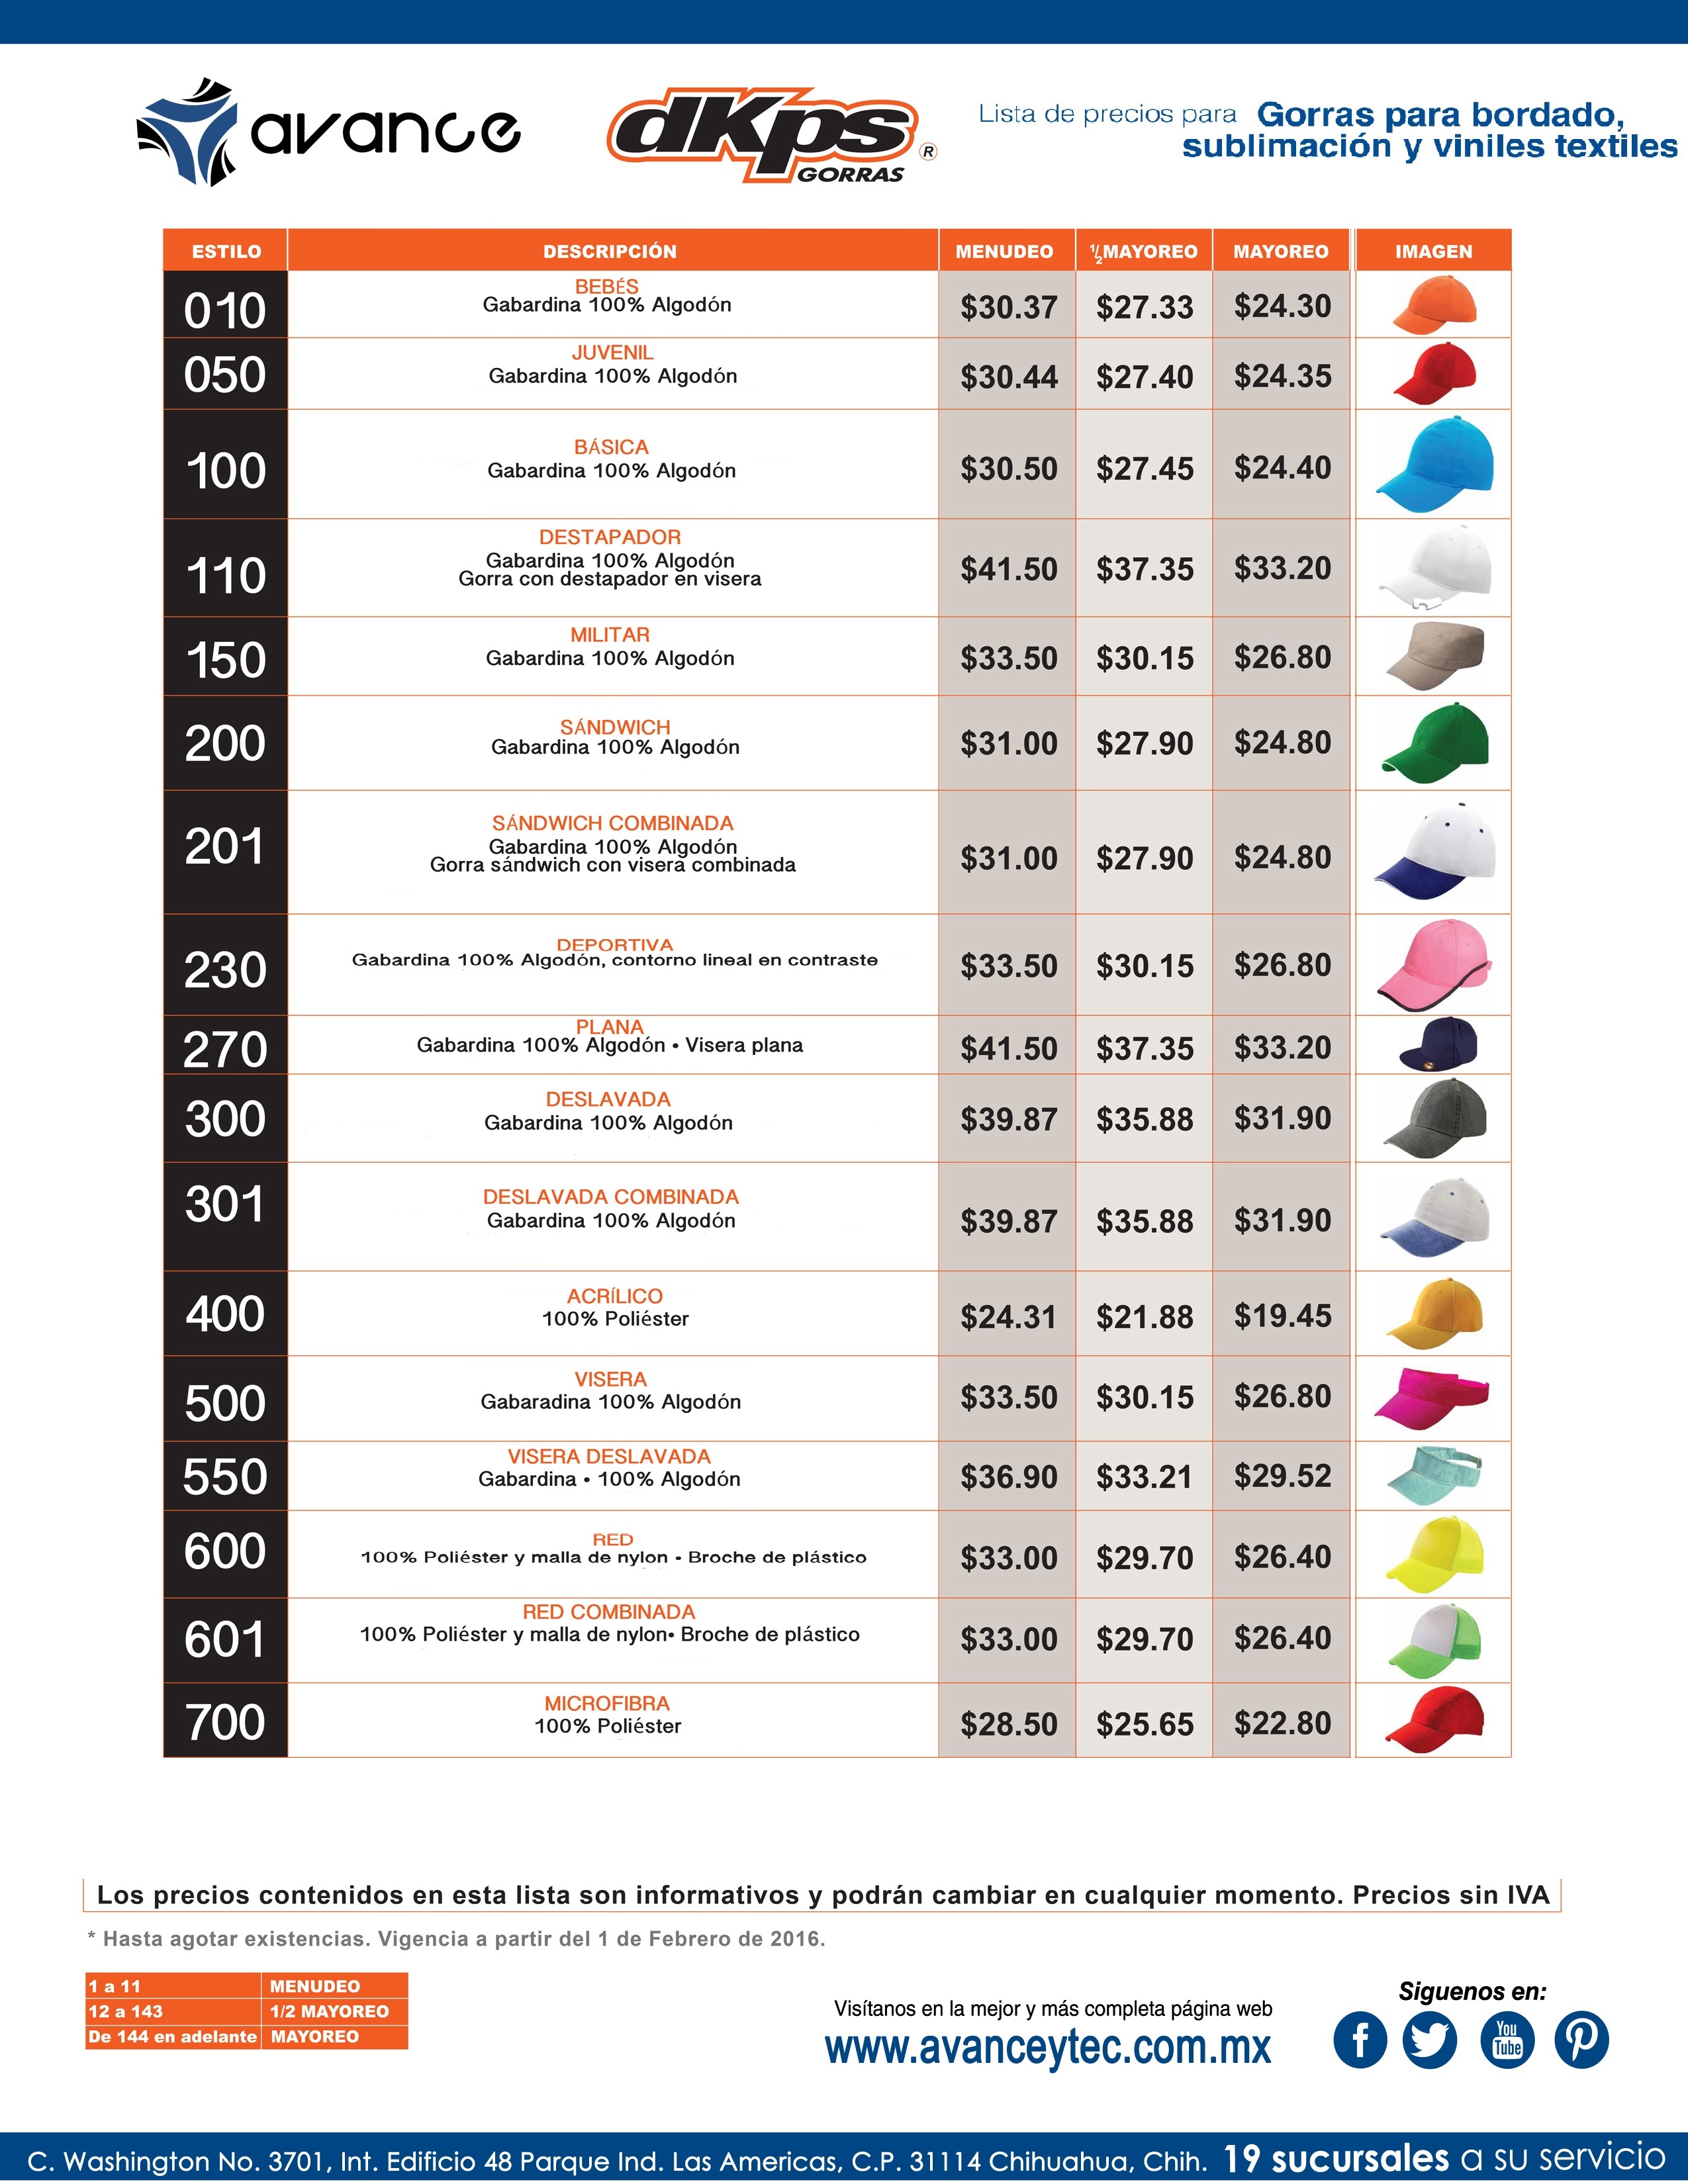 avance
dKps ®
GORRAS
Lista de precios para Gorras para bordado,
sublimación y viniles textiles
ESTILO DESCRIPCIÓN MENUDEO ½MAYOREO MAYOREO IMAGEN
010 BEBÉS
Gabardina 100% Algodón $30.37 $27.33 $24.30
050 JUVENIL
Gabardina 100% Algodón $30.44 $27.40 $24.35
100 BÁSICA
Gabardina 100% Algodón $30.50 $27.45 $24.40
110 DESTAPADOR
Gabardina 100% Algodón
Gorra con destapador en visera $41.50 $37.35 $33.20
150 MILITAR
Gabardina 100% Algodón $33.50 $30.15 $26.80
200 SÁNDWICH
Gabardina 100% Algodón $31.00 $27.90 $24.80
201 SÁNDWICH COMBINADA
Gabardina 100% Algodón
Gorra sándwich con visera combinada $31.00 $27.90 $24.80
230 DEPORTIVA
Gabardina 100% Algodón, contorno lineal en contraste $33.50 $30.15 $26.80
270 PLANA
Gabardina 100% Algodón • Visera plana $41.50 $37.35 $33.20
300 DESLAVADA
Gabardina 100% Algodón $39.87 $35.88 $31.90
301 DESLAVADA COMBINADA
Gabardina 100% Algodón $39.87 $35.88 $31.90
400 ACRÍLICO
100% Poliéster $24.31 $21.88 $19.45
500 VISERA
Gabaradina 100% Algodón $33.50 $30.15 $26.80
550 VISERA DESLAVADA
Gabardina • 100% Algodón $36.90 $33.21 $29.52
600 RED
100% Poliéster y malla de nylon • Broche de plástico $33.00 $29.70 $26.40
601 RED COMBINADA
100% Poliéster y malla de nylon• Broche de plástico $33.00 $29.70 $26.40
700 MICROFIBRA
100% Poliéster $28.50 $25.65 $22.80
Los precios contenidos en esta lista son informativos y podrán cambiar en cualquier momento. Precios sin IVA
* Hasta agotar existencias. Vigencia a partir del 1 de Febrero de 2016.
1 a 11 MENUDEO
12 a 143 1/2 MAYOREO
De 144 en adelante MAYOREO
Visítanos en la mejor y más completa página web
www.avanceytec.com.mx
Siguenos en:
You
Tube
C. Washington No. 3701, Int. Edificio 48 Parque Ind. Las Americas, C.P. 31114 Chihuahua, Chih. 19 sucursales a su servicio